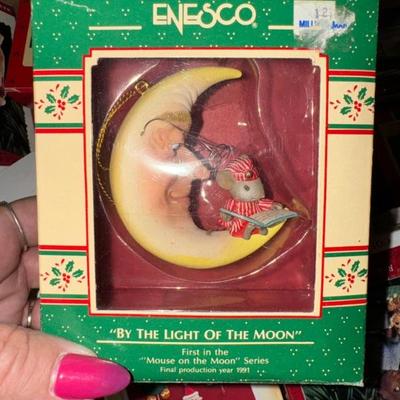 ENESCO®
12
"BY THE LIGHT OF THE MOON"
First in the
"Mouse on the Moon" Series
Final production year 1991